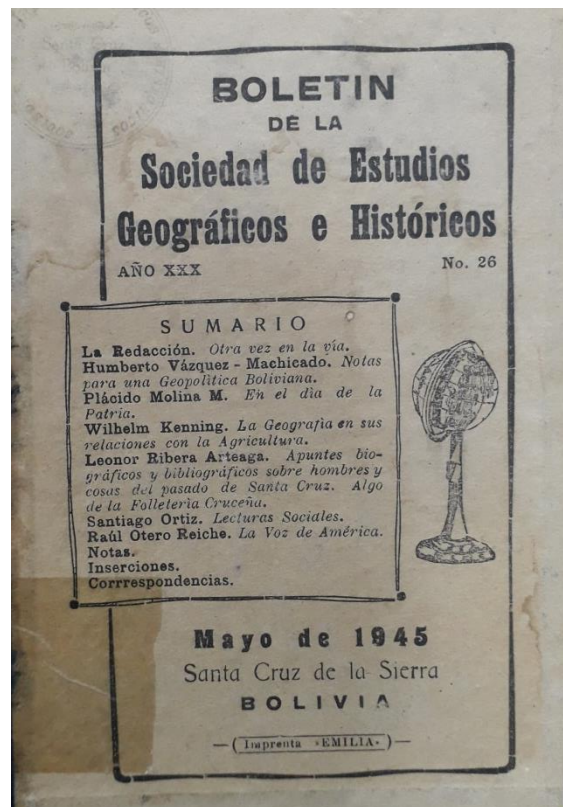 BOLETIN
DE LA
Sociedad de Estudios
Geográficos e Históricos
AÑO XXX
No. 26
SUMARIO
La Redacción. Otra vez en la vía.
Humberto Vázquez - Machicado. Notas
para una Geopolítica Boliviana.
Plácido Molina M. En el día de la
Patria.
Wilhelm Kenning. La Geografía en sus
relaciones con la Agricultura.
Leonor Ribera Arteaga. Apuntes bio-
gráficos y bibliográficos sobre hombres y
cosas del pasado de Santa Cruz. Algo
de la Folletería Cruceña.
Santiago Ortiz. Lecturas Sociales.
Raúl Otero Reiche. La Voz de América.
Notas.
Inserciones.
Corrrespondencias.
Mayo de 1945
Santa Cruz de la Sierra
BOLIVIA
—(Imprenta »EMILIA«)—